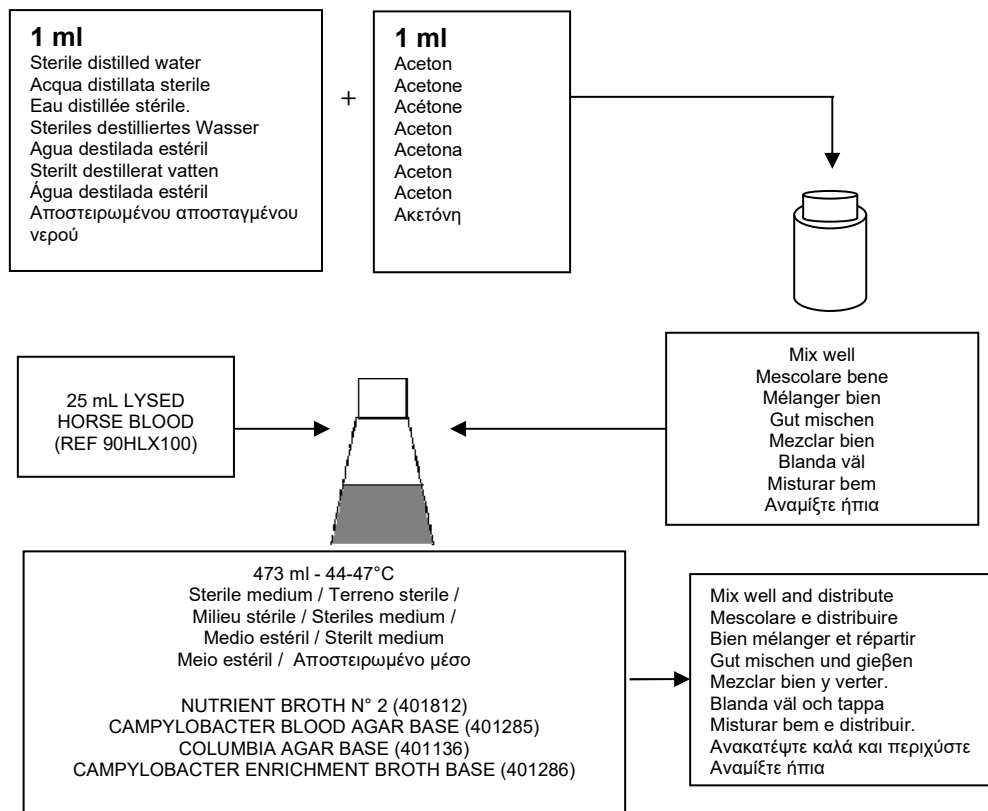 1 ml
Sterile distilled water
Acqua distillata sterile
Eau distillée stérile.
Steriles destilliertes Wasser
Agua destilada estéril
Sterilt destillerat vatten
Água destilada estéril
Αποστειρωμένου αποσταγμένου
νερού
+
1 ml
Aceton
Acetone
Acétone
Aceton
Acetona
Aceton
Aceton
Ακετόνη
25 mL LYSED
HORSE BLOOD
(REF 90HLX100)
Mix well
Mescolare bene
Mélanger bien
Gut mischen
Mezclar bien
Blanda väl
Misturar bem
Αναμίξτε ήπια
473 ml - 44-47°C
Sterile medium / Terreno sterile /
Milieu stérile / Steriles medium /
Medio estéril / Sterilt medium
Meio estéril / Αποστειρωμένο μέσο
NUTRIENT BROTH N° 2 (401812)
CAMPYLOBACTER BLOOD AGAR BASE (401285)
COLUMBIA AGAR BASE (401136)
CAMPYLOBACTER ENRICHMENT BROTH BASE (401286)
Mix well and distribute
Mescolare e distribuire
Bien mélanger et répartir
Gut mischen und gieβen
Mezclar bien y verter.
Blanda väl och tappa
Misturar bem e distribuir.
Ανακατέψτε καλά και περιχύστε
Αναμίξτε ήπια